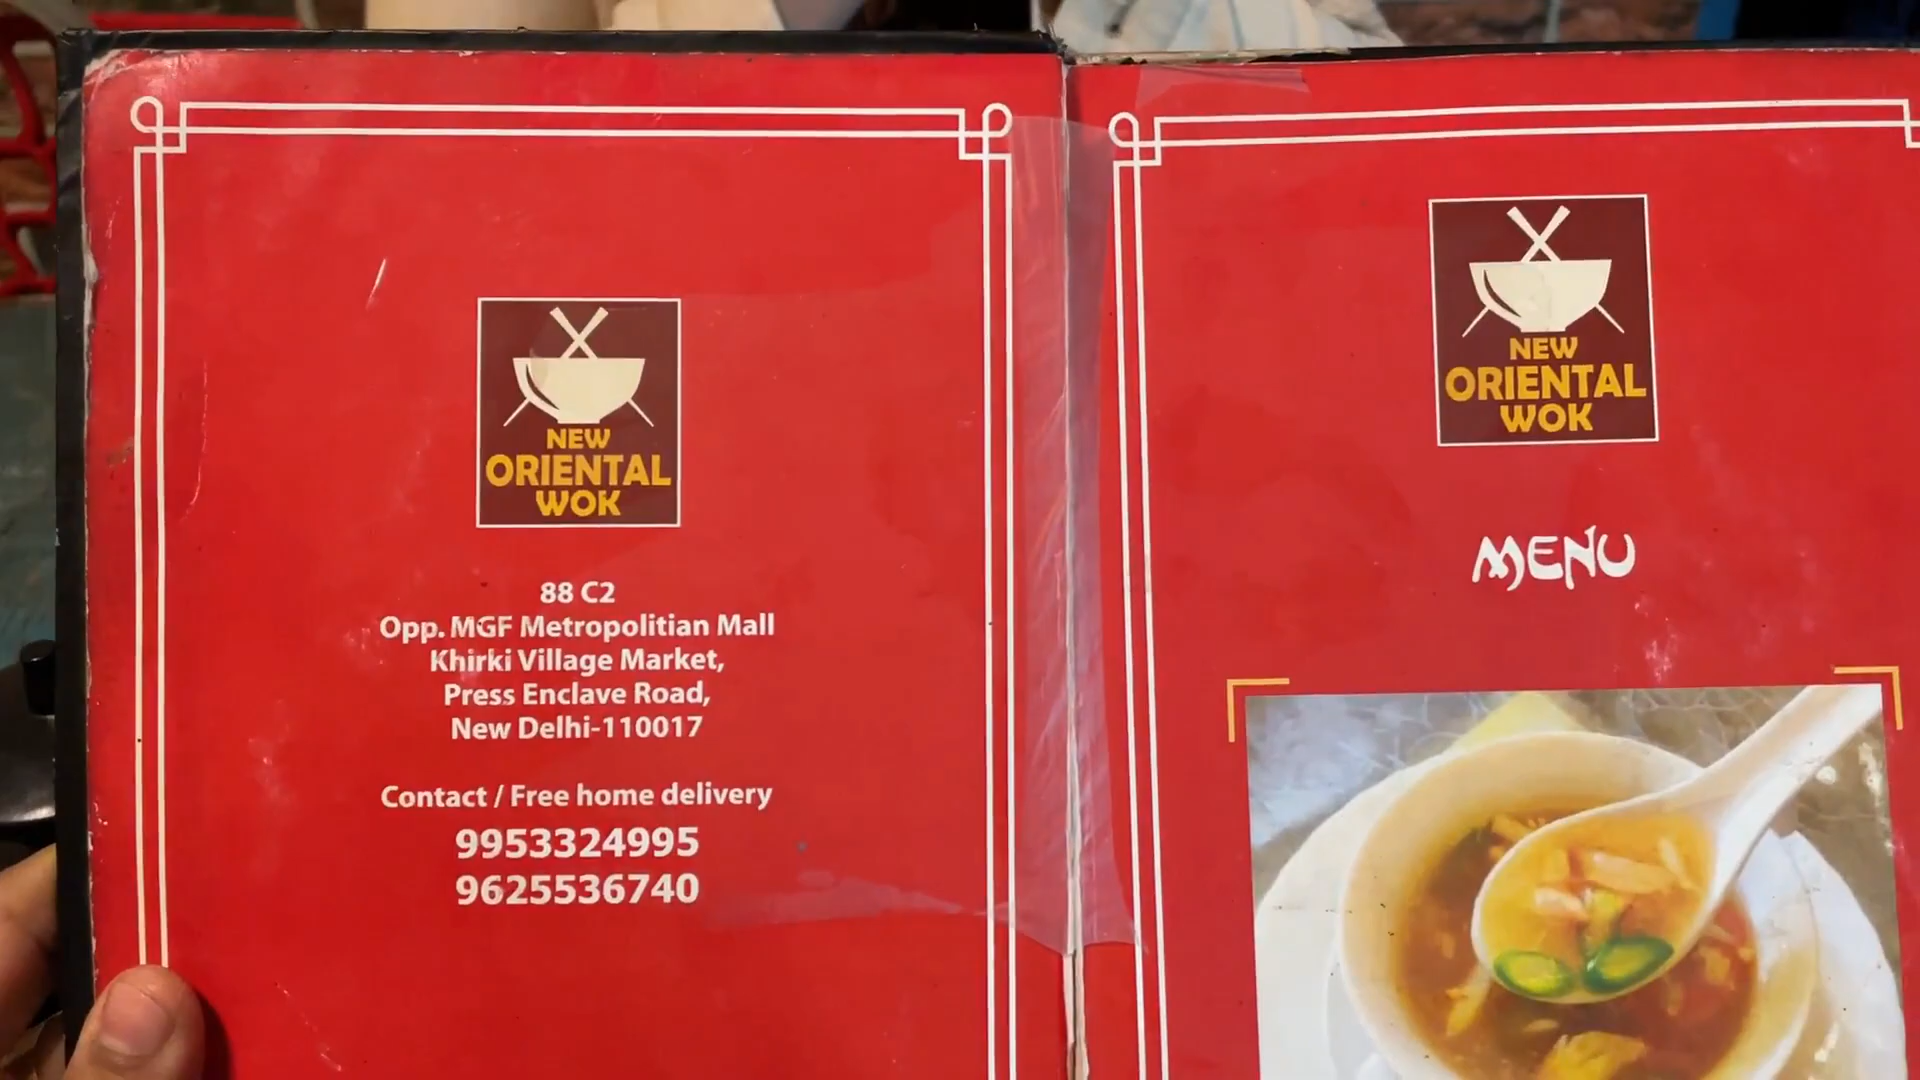 NEW
ORIENTAL
WOK
88 C2
Opp. MGF Metropolitian Mall
Khirki Village Market,
Press Enclave Road,
New Delhi-110017
Contact / Free home delivery
9953324995
9625536740
NEW
ORIENTAL
WOK
MENU